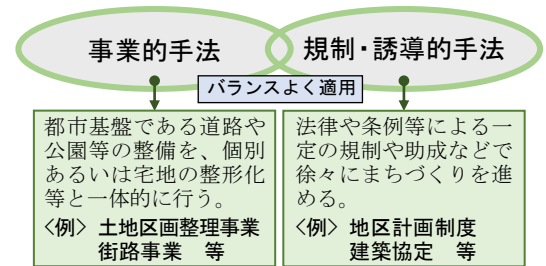 事業的手法
規制・誘導的手法
バランスよく適用
都市基盤である道路や
公園等の整備を、個別
あるいは宅地の整形化
等と一体的に行う。
〈例〉 土地区画整理事業
街路事業 等
法律や条例等による一
定の規制や助成などで
徐々にまちづくりを進
める。
〈例〉 地区計画制度
建築協定 等